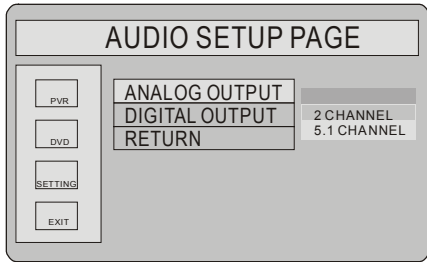 AUDIO SETUP PAGE
PVR
DVD
SETTING
EXIT
ANALOG OUTPUT
DIGITAL OUTPUT
RETURN
2 CHANNEL
5.1 CHANNEL